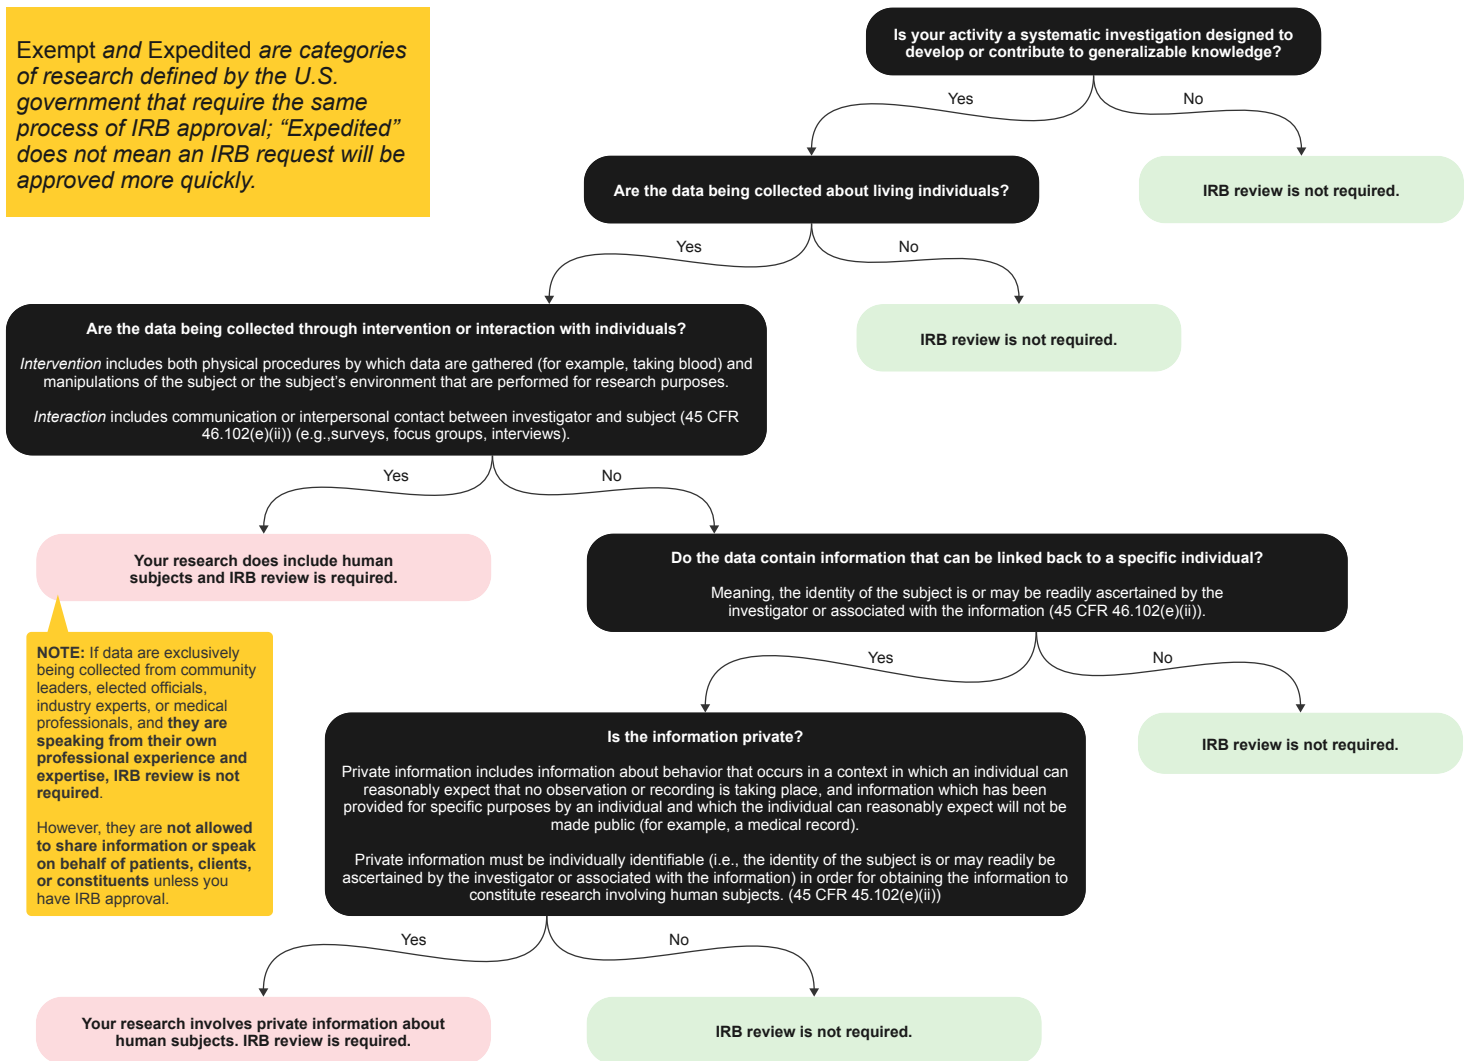 Exempt and Expedited are categories
of research defined by the U.S.
government that require the same
process of IRB approval; “Expedited”
does not mean an IRB request will be
approved more quickly.
Is your activity a systematic investigation designed to
develop or contribute to generalizable knowledge?
Yes
No
Are the data being collected about living individuals?
IRB review is not required.
Yes
No
Are the data being collected through intervention or interaction with individuals?
Intervention includes both physical procedures by which data are gathered (for example, taking blood) and
manipulations of the subject or the subject’s environment that are performed for research purposes.
Interaction includes communication or interpersonal contact between investigator and subject (45 CFR
46.102(e)(ii)) (e.g.,surveys, focus groups, interviews).
IRB review is not required.
Yes
No
Your research does include human
subjects and IRB review is required.
Do the data contain information that can be linked back to a specific individual?
Meaning, the identity of the subject is or may be readily ascertained by the
investigator or associated with the information (45 CFR 46.102(e)(ii)).
NOTE: If data are exclusively
being collected from community
leaders, elected officials,
industry experts, or medical
professionals, and they are
speaking from their own
professional experience and
expertise, IRB review is not
required.
However, they are not allowed
to share information or speak
on behalf of patients, clients,
or constituents unless you
have IRB approval.
Yes
No
Is the information private?
Private information includes information about behavior that occurs in a context in which an individual can
reasonably expect that no observation or recording is taking place, and information which has been
provided for specific purposes by an individual and which the individual can reasonably expect will not be
made public (for example, a medical record).
Private information must be individually identifiable (i.e., the identity of the subject is or may readily be
ascertained by the investigator or associated with the information) in order for obtaining the information to
constitute research involving human subjects. (45 CFR 45.102(e)(ii))
IRB review is not required.
Yes
No
Your research involves private information about
human subjects. IRB review is required.
IRB review is not required.